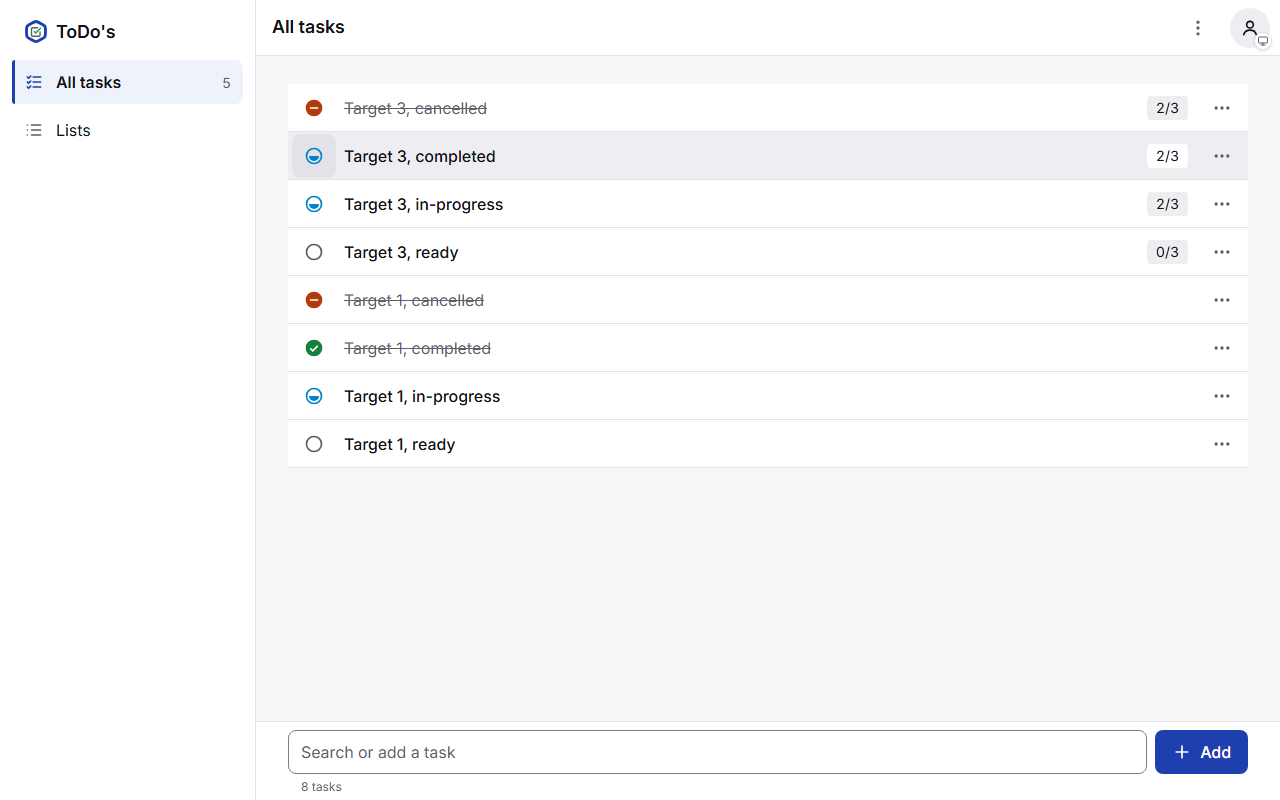 ToDo's
All tasks
All tasks 5
Lists
Target 3, cancelled 2/3
Target 3, completed 2/3
Target 3, in-progress 2/3
Target 3, ready 0/3
Target 1, cancelled
Target 1, completed
Target 1, in-progress
Target 1, ready
Search or add a task
Add
8 tasks